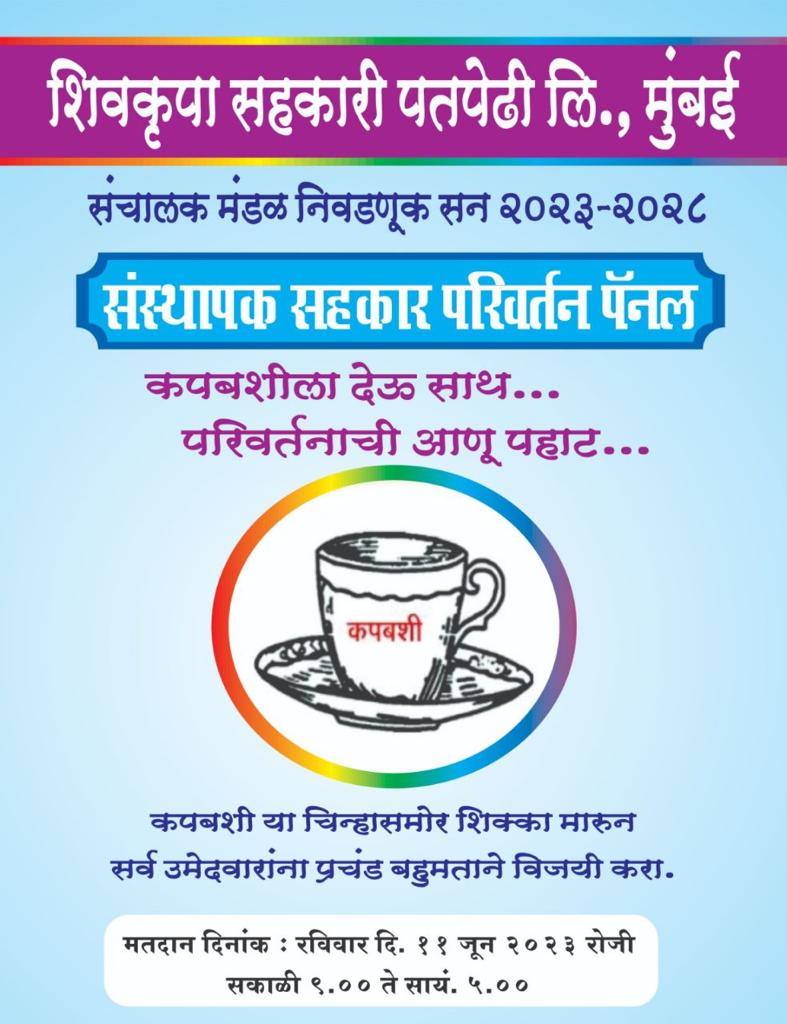 शिवकृपा सहकारी पतपेढी लि., मुंबई
संचालक मंडळ निवडणूक सन २०२३-२०२८
संस्थापक सहकार परिवर्तन पॅनल
कपबशीला देऊ साथ...
परिवर्तनाची आणू पहाट...
कपबशी
कपबशी या चिन्हासमोर शिक्का मारुन
सर्व उमेदवारांना प्रचंड बहुमताने विजयी करा.
मतदान दिनांक : रविवार दि. ११ जून २०२३ रोजी
सकाळी ९.०० ते सायं. ५.००